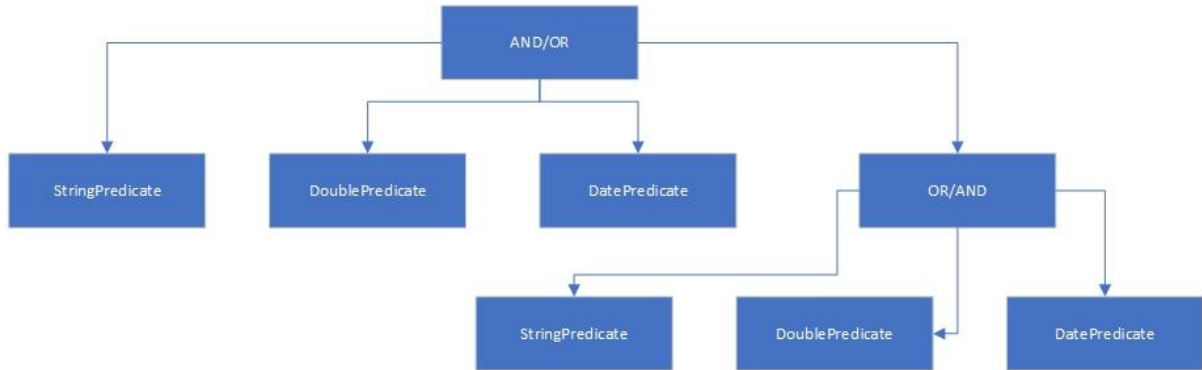 AND/OR
StringPredicate
DoublePredicate
DatePredicate
OR/AND
StringPredicate
DoublePredicate
DatePredicate